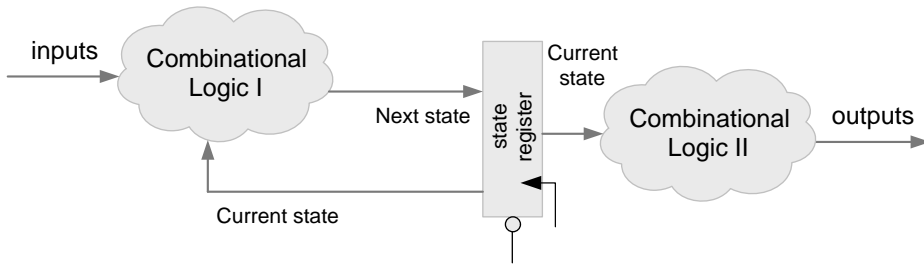 inputs
Combinational
Logic I
Next state
Current state
state
register
Current
state
Combinational
Logic II
outputs